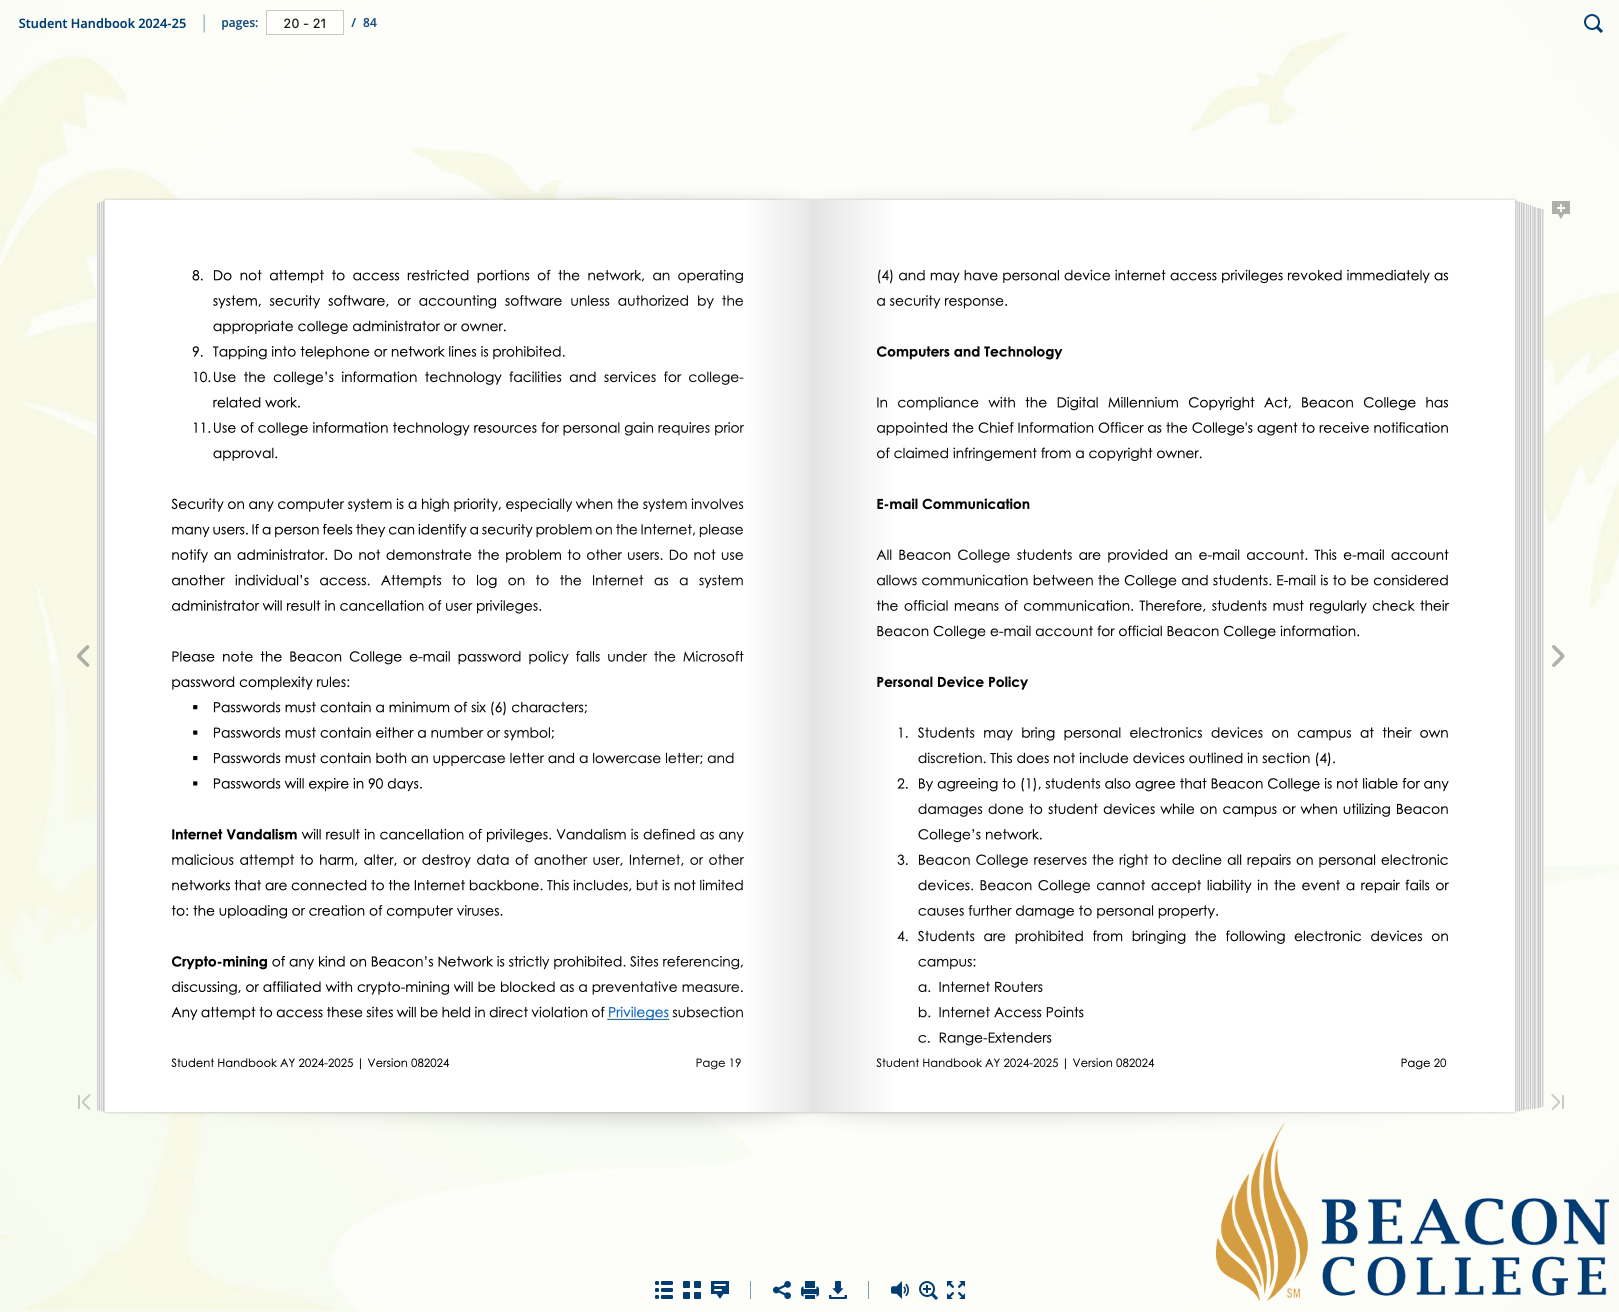 Student Handbook 2024-25 pages: 20 - 21 / 84
8. Do not attempt to access restricted portions of the network, an operating
system, security software, or accounting software unless authorized by the
appropriate college administrator or owner.
9. Tapping into telephone or network lines is prohibited.
10. Use the college's information technology facilities and services for college-
related work.
11. Use of college information technology resources for personal gain requires prior
approval.
Security on any computer system is a high priority, especially when the system involves
many users. If a person feels they can identify a security problem on the Internet, please
notify an administrator. Do not demonstrate the problem to other users. Do not use
another individual's access. Attempts to log on to the Internet as a system
administrator will result in cancellation of user privileges.
Please note the Beacon College e-mail password policy falls under the Microsoft
password complexity rules:
▪ Passwords must contain a minimum of six (6) characters;
▪ Passwords must contain either a number or symbol;
▪ Passwords must contain both an uppercase letter and a lowercase letter; and
▪ Passwords will expire in 90 days.
Internet Vandalism will result in cancellation of privileges. Vandalism is defined as any
malicious attempt to harm, alter, or destroy data of another user, Internet, or other
networks that are connected to the Internet backbone. This includes, but is not limited
to: the uploading or creation of computer viruses.
Crypto-mining of any kind on Beacon's Network is strictly prohibited. Sites referencing,
discussing, or affiliated with crypto-mining will be blocked as a preventative measure.
Any attempt to access these sites will be held in direct violation of Privileges subsection
Student Handbook AY 2024-2025 | Version 082024 Page 19
(4) and may have personal device internet access privileges revoked immediately as
a security response.
Computers and Technology
In compliance with the Digital Millennium Copyright Act, Beacon College has
appointed the Chief Information Officer as the College's agent to receive notification
of claimed infringement from a copyright owner.
E-mail Communication
All Beacon College students are provided an e-mail account. This e-mail account
allows communication between the College and students. E-mail is to be considered
the official means of communication. Therefore, students must regularly check their
Beacon College e-mail account for official Beacon College information.
Personal Device Policy
1. Students may bring personal electronics devices on campus at their own
discretion. This does not include devices outlined in section (4).
2. By agreeing to (1), students also agree that Beacon College is not liable for any
damages done to student devices while on campus or when utilizing Beacon
College's network.
3. Beacon College reserves the right to decline all repairs on personal electronic
devices. Beacon College cannot accept liability in the event a repair fails or
causes further damage to personal property.
4. Students are prohibited from bringing the following electronic devices on
campus:
a. Internet Routers
b. Internet Access Points
c. Range-Extenders
Student Handbook AY 2024-2025 | Version 082024 Page 20
BEACON
COLLEGE
SM